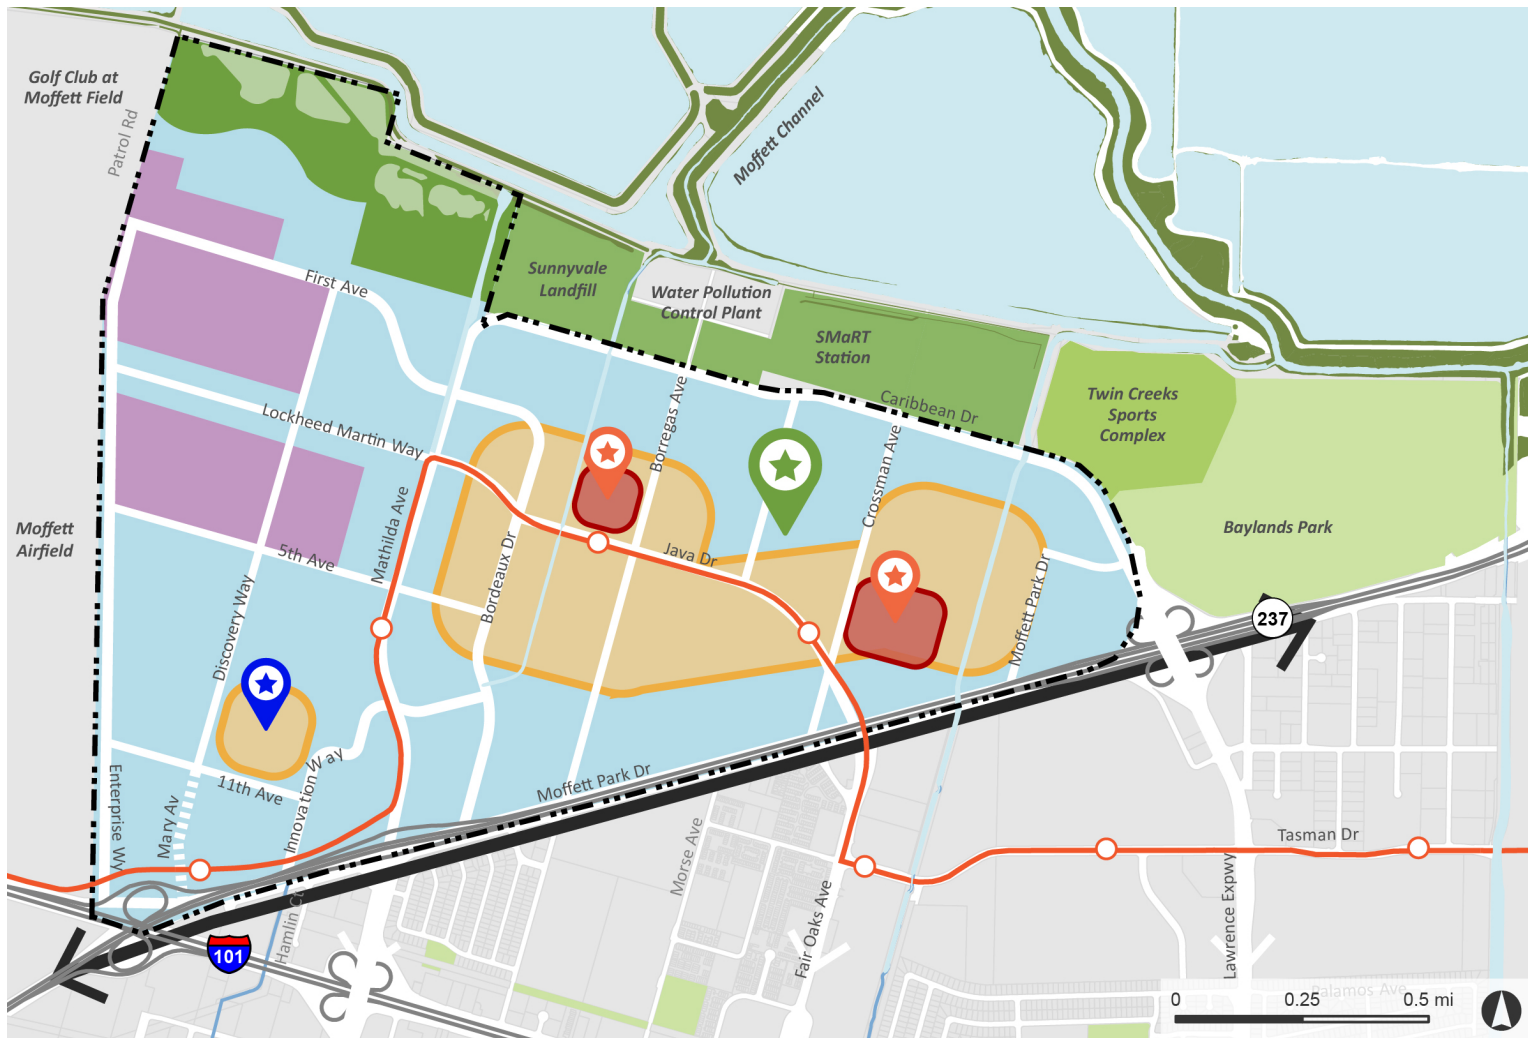 Golf Club at
Moffett Field
Patrol Rd
Moffett Channel
Sunnyvale
Landfill
Water Pollution
Control Plant
SMaRT
Station
First Ave
Caribbean Dr
Twin Creeks
Sports
Complex
Lockheed Martin Way
Borregas Ave
Crossman Ave
Mathilda Ave
Moffett
Airfield
Baylands Park
5th Ave
Bordeaux Dr
Java Dr
Moffett Park Dr
Discovery Way
237
11th Ave
Innovation Way
Enterprise Wy
Mary Av
Moffett Park Dr
Morse Ave
Tasman Dr
Hamlin Ct
Fair Oaks Ave
Lawrence Expwy
101
Palamos Ave
0 0.25 0.5 mi